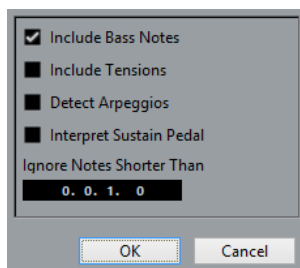 Include Bass Notes
Include Tensions
Detect Arpeggios
Interpret Sustain Pedal
Ignore Notes Shorter Than
0. 0. 1. 0
OK Cancel